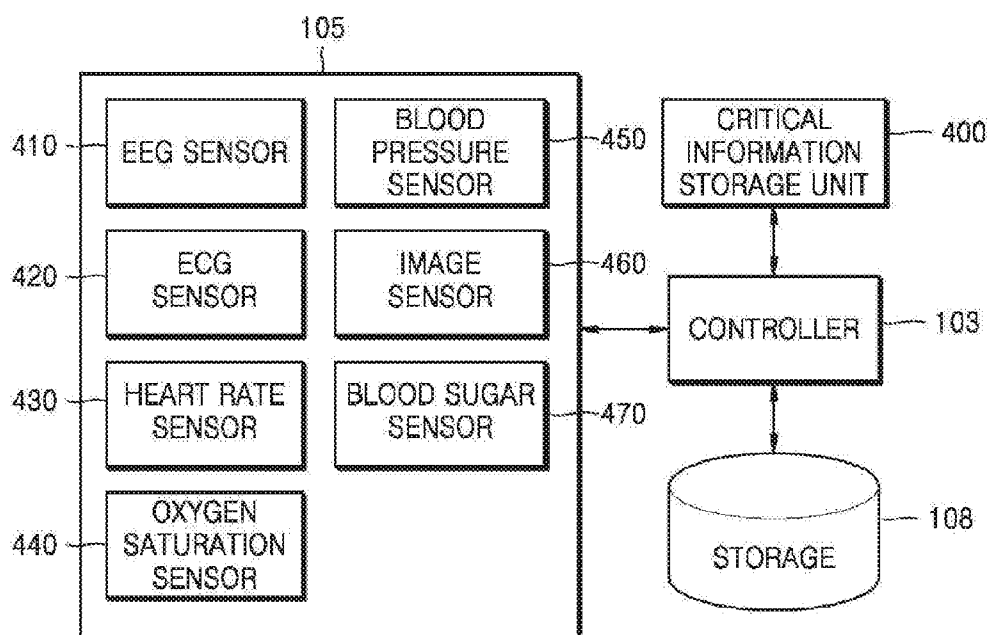 105
410
EEG SENSOR
BLOOD
PRESSURE
SENSOR
450
CRITICAL
INFORMATION
STORAGE UNIT
400
420
ECG
SENSOR
IMAGE
SENSOR
460
CONTROLLER
103
430
HEART RATE
SENSOR
BLOOD SUGAR
SENSOR
470
440
OXYGEN
SATURATION
SENSOR
STORAGE
108